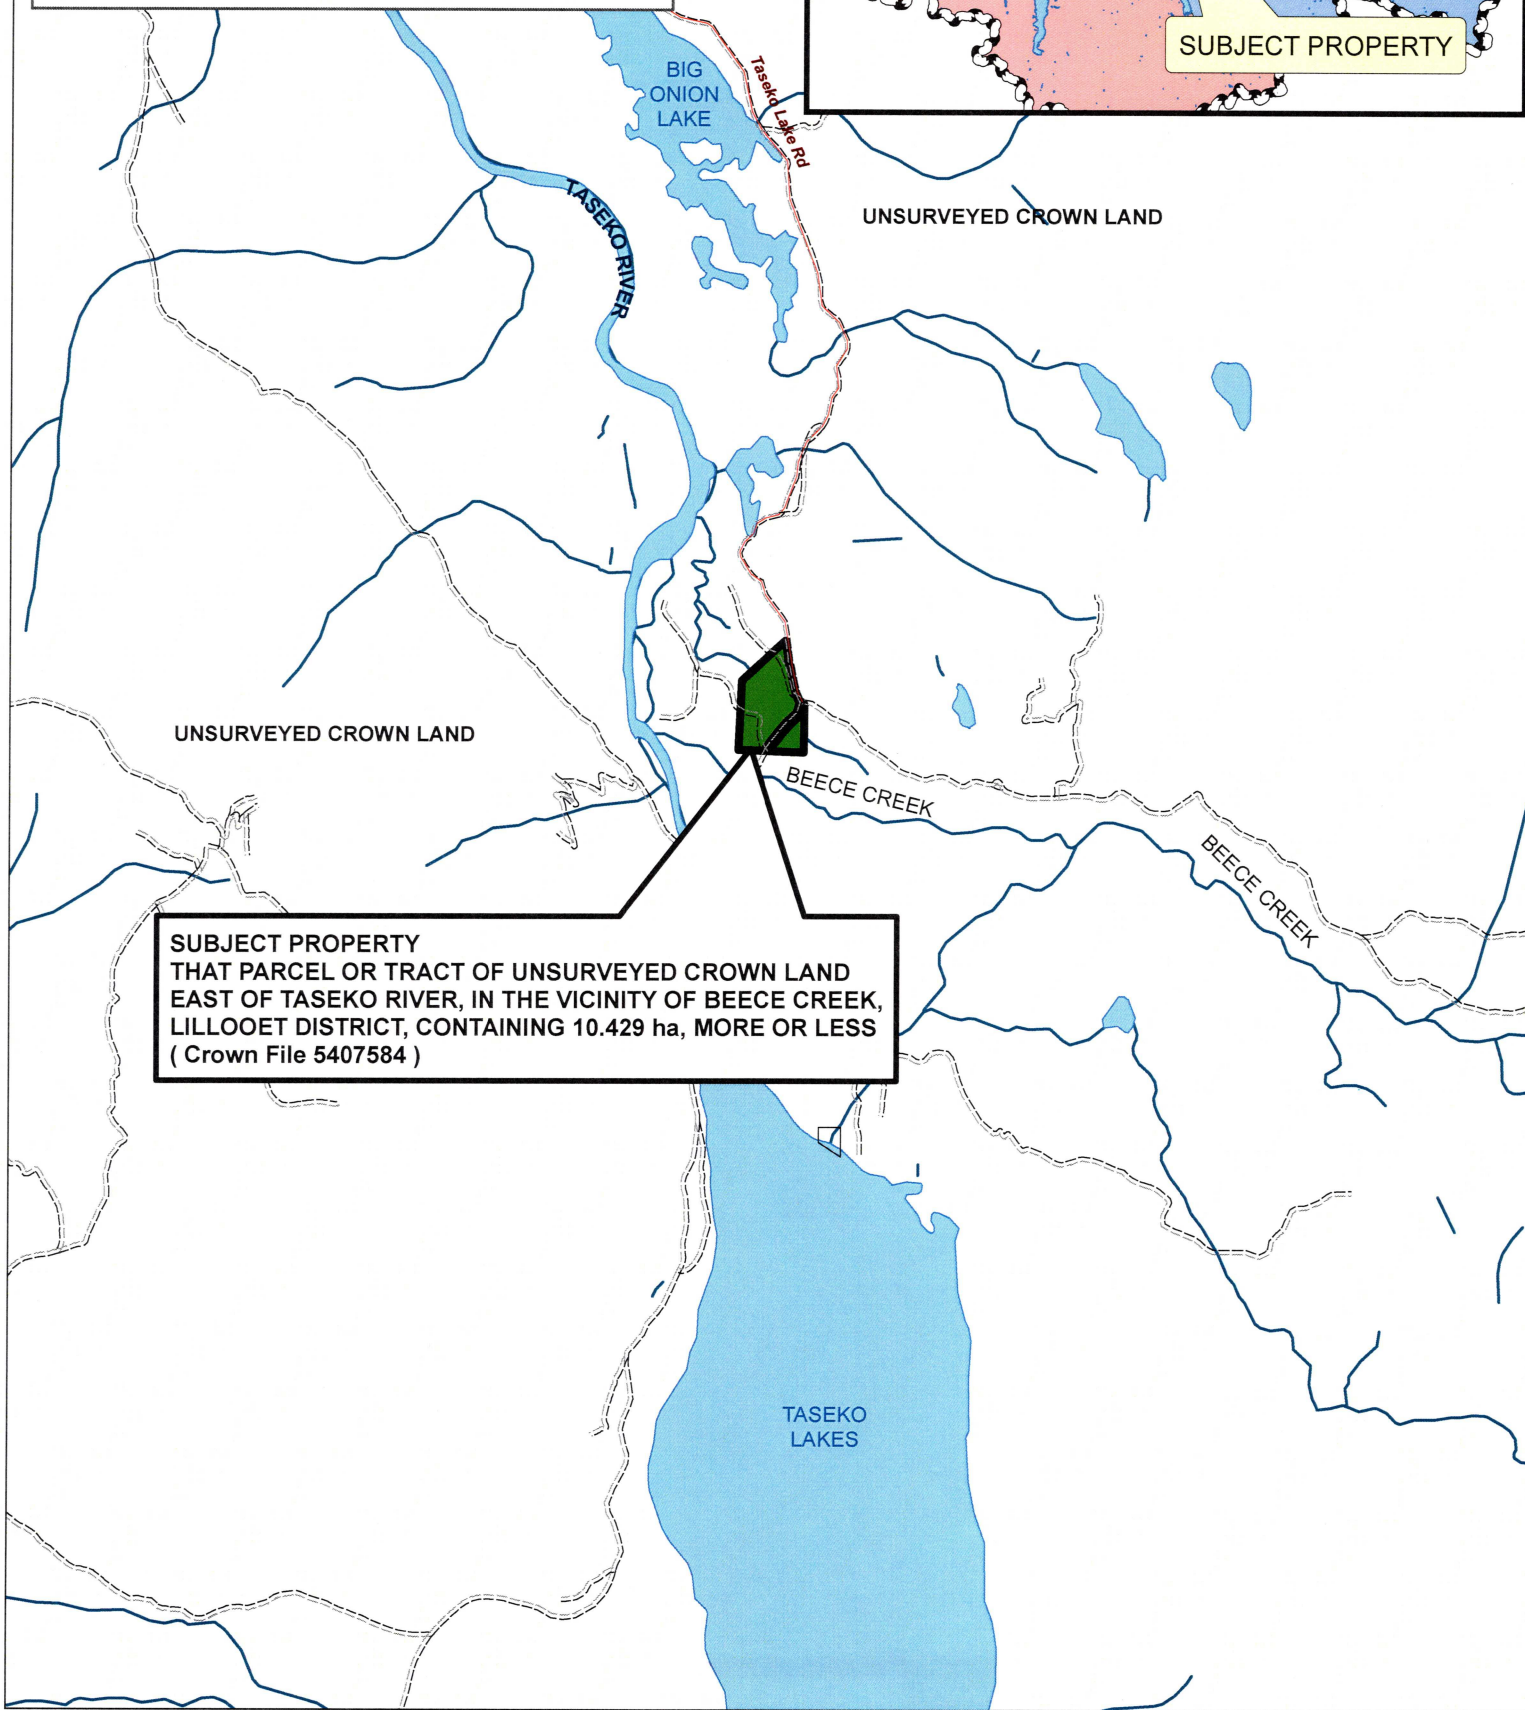 SUBJECT PROPERTY
BIG
ONION
LAKE
Taseko Lake Rd
TASEKO RIVER
UNSURVEYED CROWN LAND
UNSURVEYED CROWN LAND
BEECE CREEK
BEECE CREEK
SUBJECT PROPERTY
THAT PARCEL OR TRACT OF UNSURVEYED CROWN LAND
EAST OF TASEKO RIVER, IN THE VICINITY OF BEECE CREEK,
LILLOOET DISTRICT, CONTAINING 10.429 ha, MORE OR LESS
( Crown File 5407584 )
TASEKO
LAKES